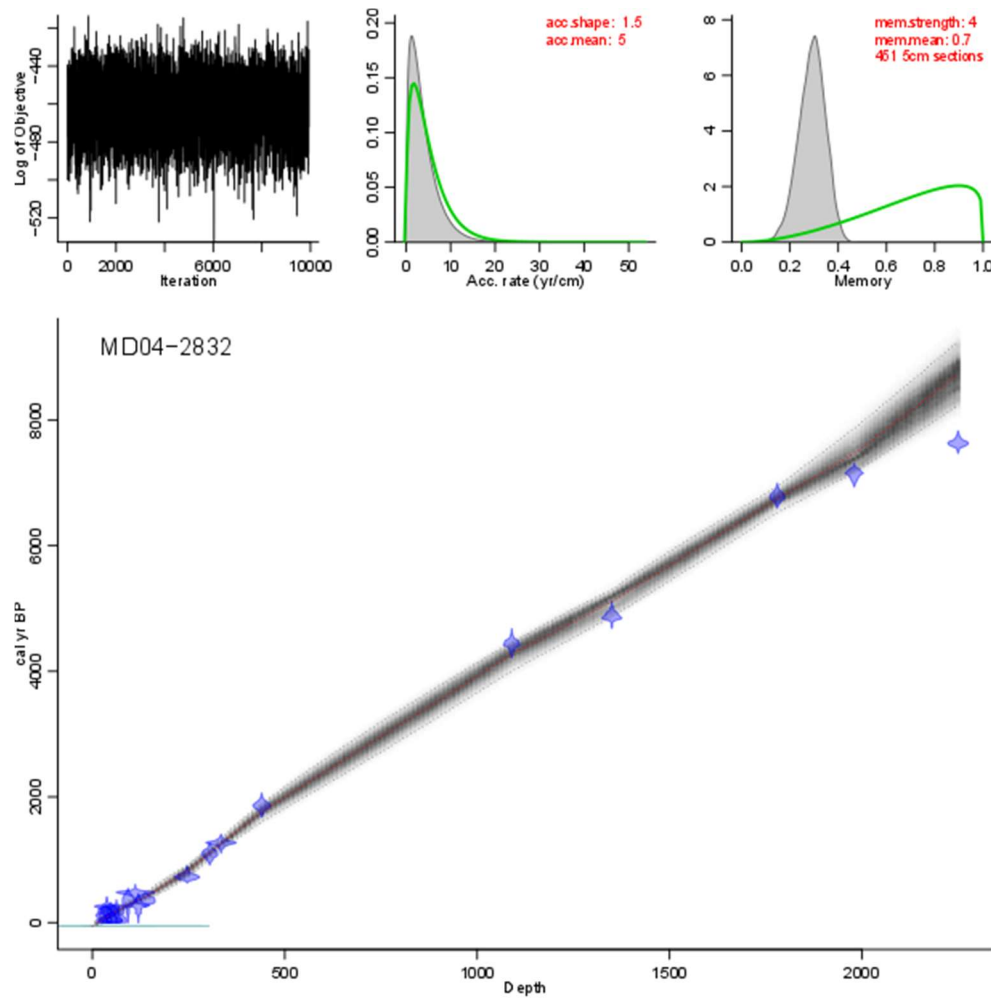 Log of Objective
-440
-480
-520
0 2000 6000 10000
Iteration
0.20
0.15
0.10
0.05
0.00
acc.shape: 1.5
acc.mean: 5
0 10 20 30 40 50
Acc. rate (yr/cm)
8
6
4
2
0
mem.strength: 4
mem.mean: 0.7
461 5cm sections
0.0 0.2 0.4 0.6 0.8 1.0
Memory
MD04-2832
cal yr BP
8000
6000
4000
2000
0
0 500 1000 1500 2000
Depth